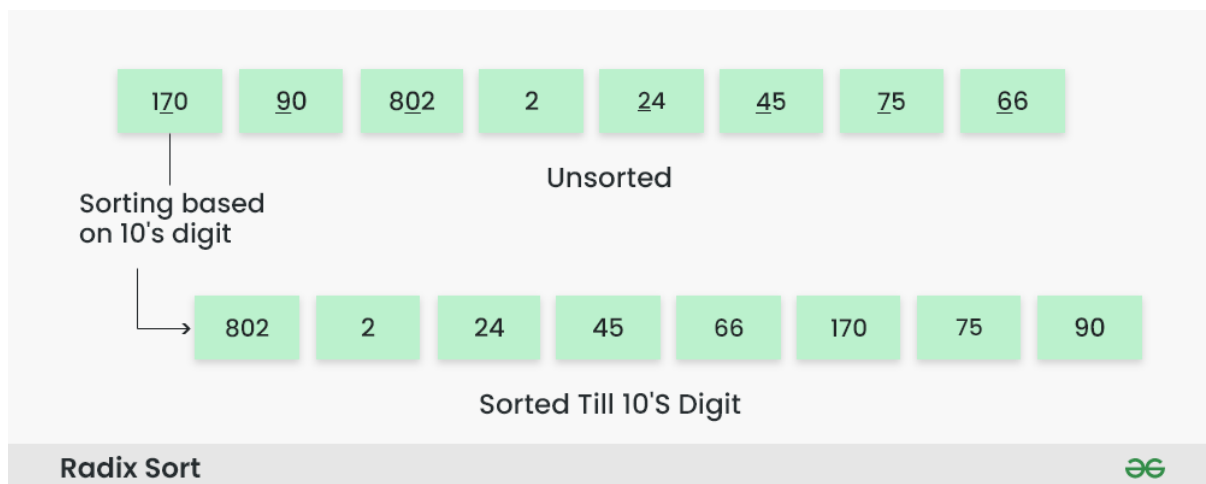 170 90 802 2 24 45 75 66
Unsorted
Sorting based
on 10's digit
802 2 24 45 66 170 75 90
Sorted Till 10'S Digit
Radix Sort